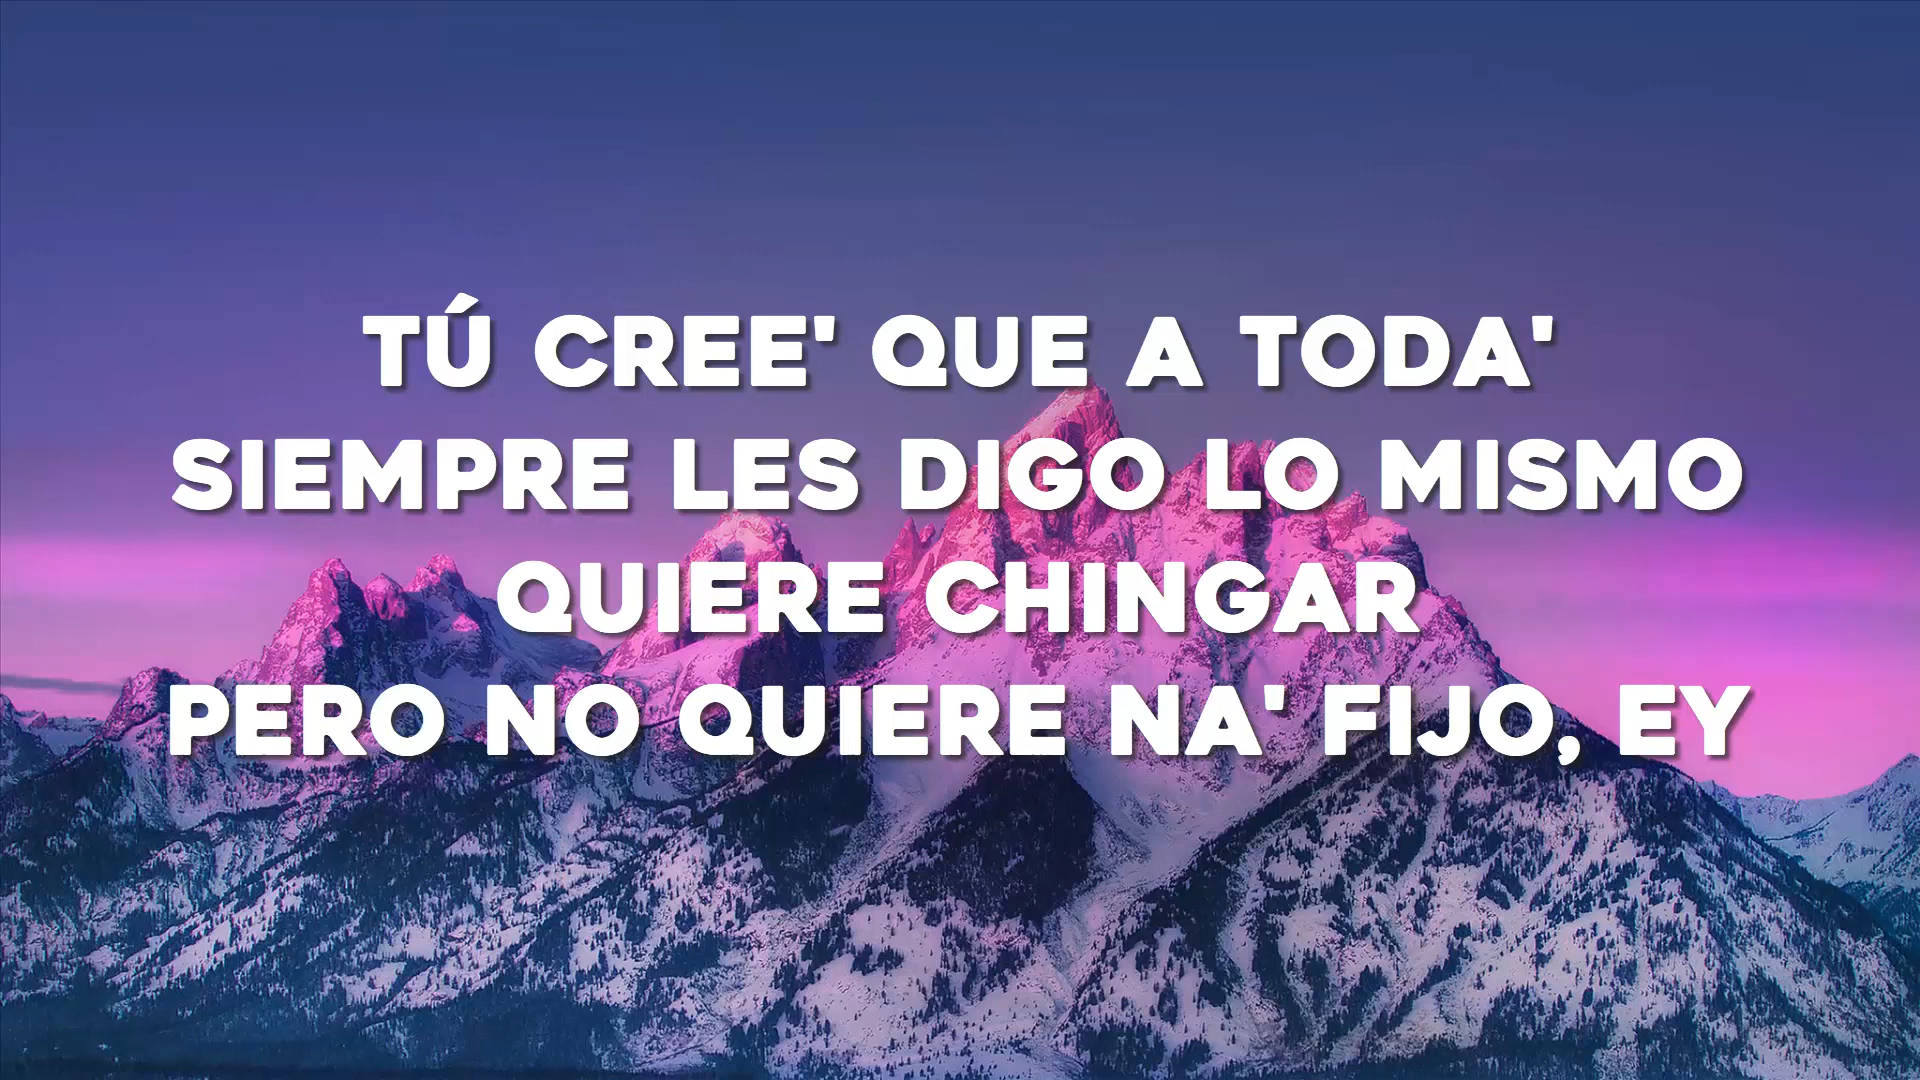 TÚ CREE' QUE A TODA'
SIEMPRE LES DIGO LO MISMO
QUIERE CHINGAR
PERO NO QUIERE NA' FIJO, EY